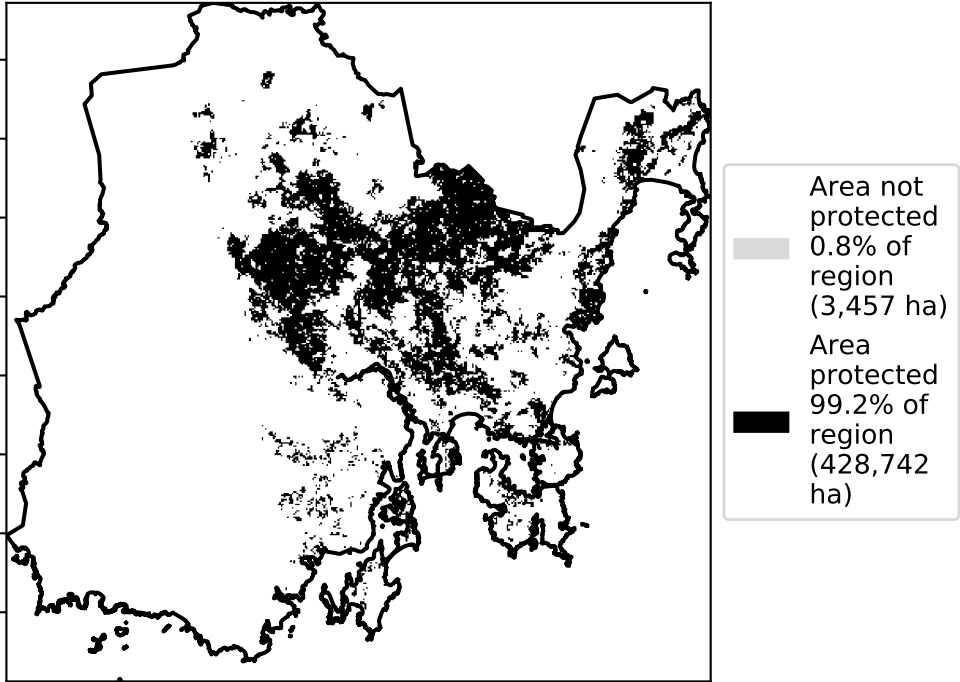 Area not
protected
0.8% of
region
(3,457 ha)
Area
protected
99.2% of
region
(428,742
ha)